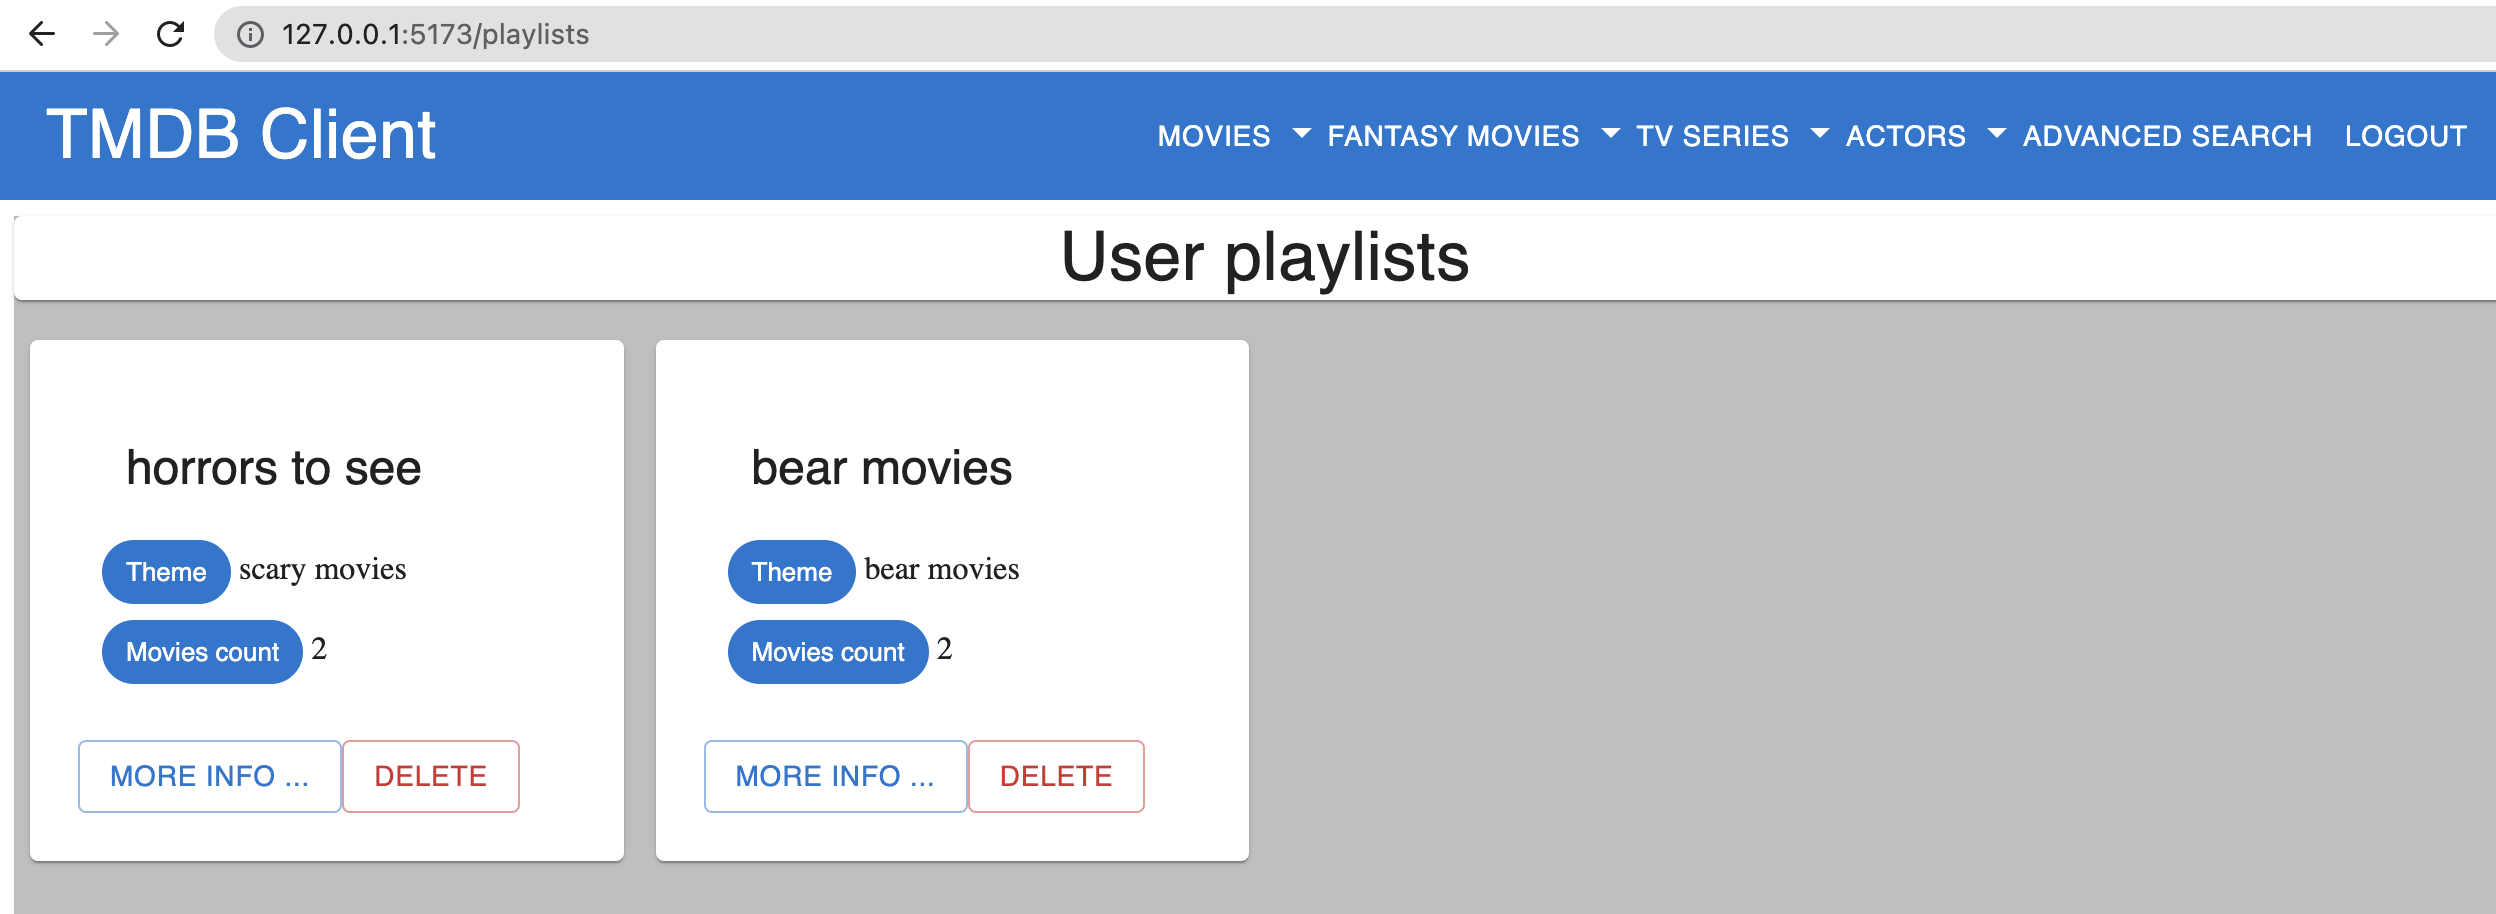 127.0.0.1:5173/playlists
TMDB Client MOVIES FANTASY MOVIES TV SERIES ACTORS ADVANCED SEARCH LOGOUT
User playlists
horrors to see
Theme scary movies
Movies count 2
MORE INFO ... DELETE
bear movies
Theme bear movies
Movies count 2
MORE INFO ... DELETE